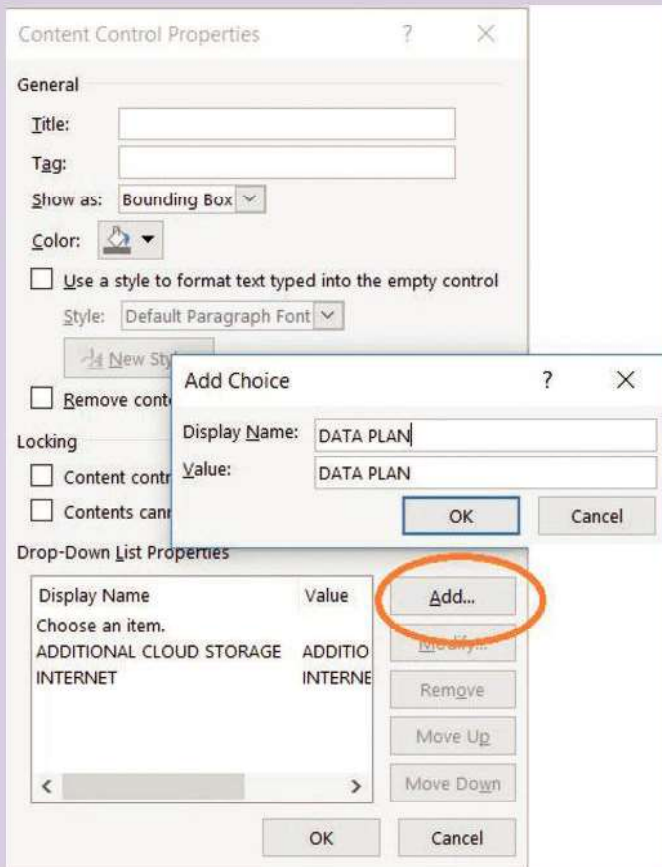 Content Control Properties ? ×
General
Title:
Tag:
Show as: Bounding Box
Color:
Use a style to format text typed into the empty control
Style: Default Paragraph Font
New
Add Choice ? ×
Remove
Display Name: DATA PLAN
Locking
Value: DATA PLAN
Content
Contents
OK Cancel
Drop-Down List Properties
Display Name Value Add...
Choose an item.
ADDITIONAL CLOUD STORAGE ADDITIO Modify...
INTERNET INTERNE
Remove
Move Up
Move Down
OK Cancel